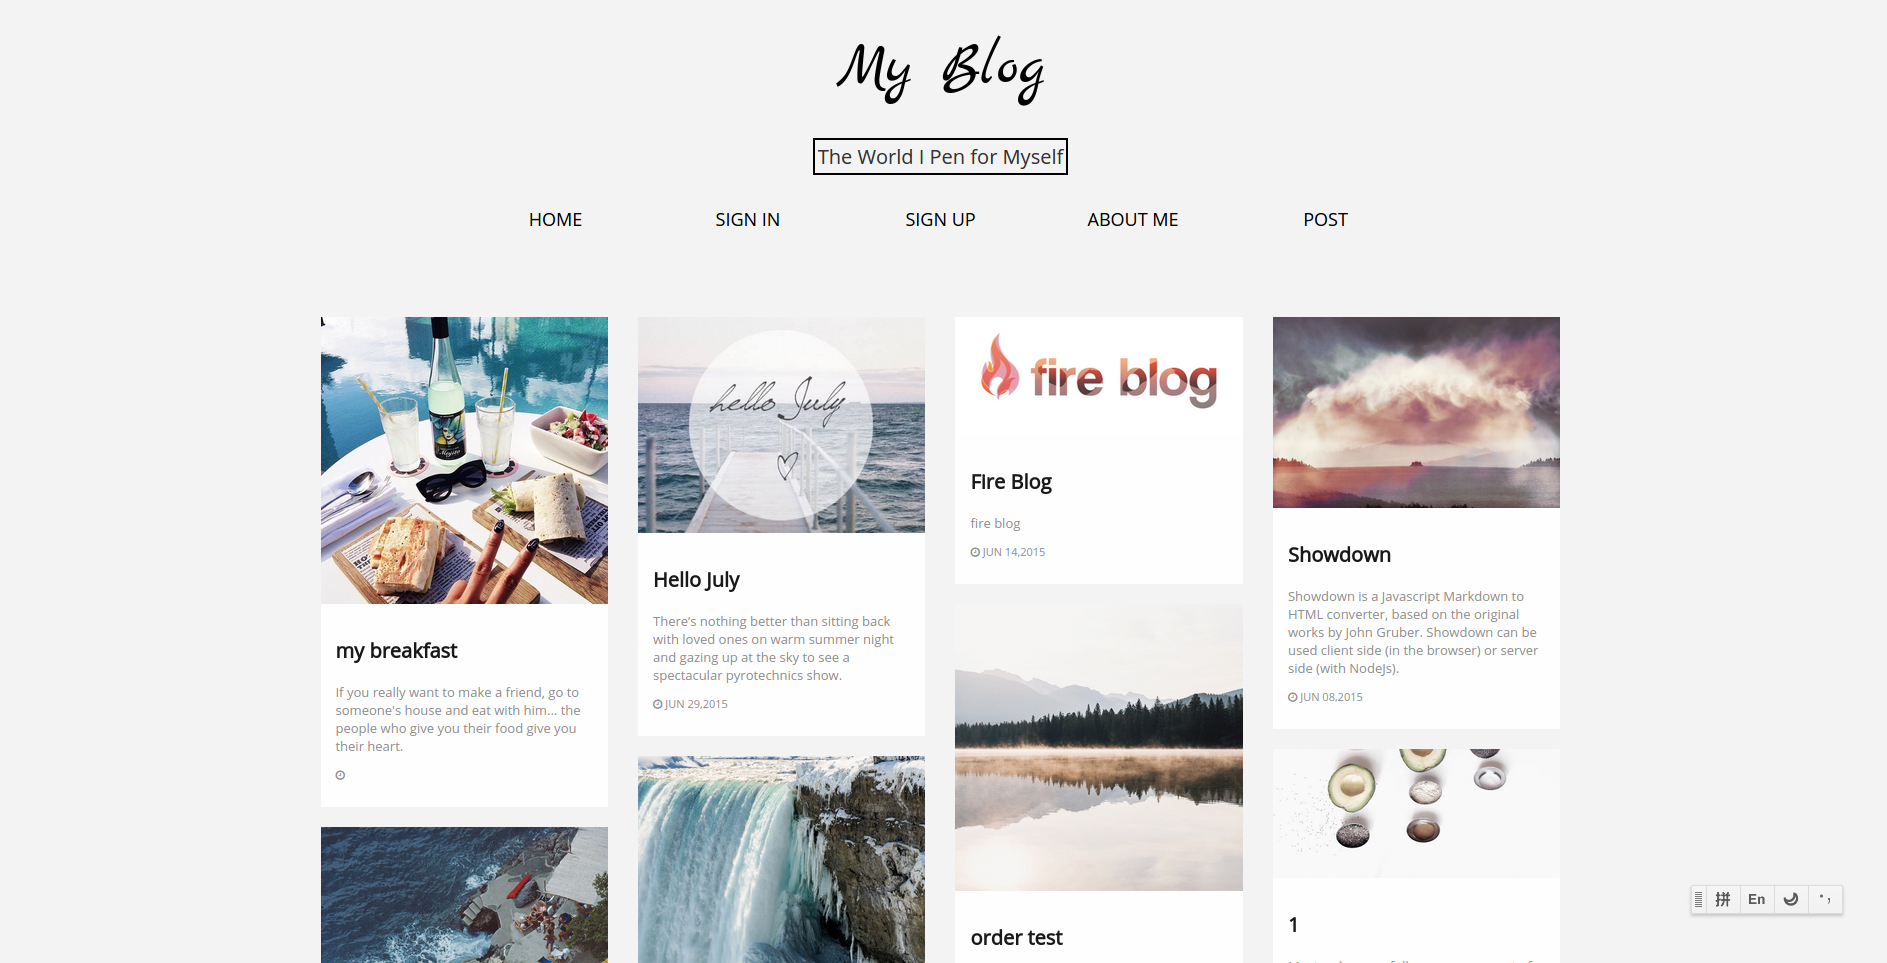 My Blog
The World I Pen for Myself
HOME
SIGN IN
SIGN UP
ABOUT ME
POST
my breakfast
If you really want to make a friend, go to
someone's house and eat with him... the
people who give you their food give you
their heart.
hello July
Hello July
There's nothing better than sitting back
with loved ones on warm summer night
and gazing up at the sky to see a
spectacular pyrotechnics show.
JUN 29,2015
fire blog
Fire Blog
fire blog
JUN 14,2015
order test
Showdown
Showdown is a Javascript Markdown to
HTML converter, based on the original
works by John Gruber. Showdown can be
used client side (in the browser) or server
side (with NodeJs).
JUN 08,2015
1
拼
En